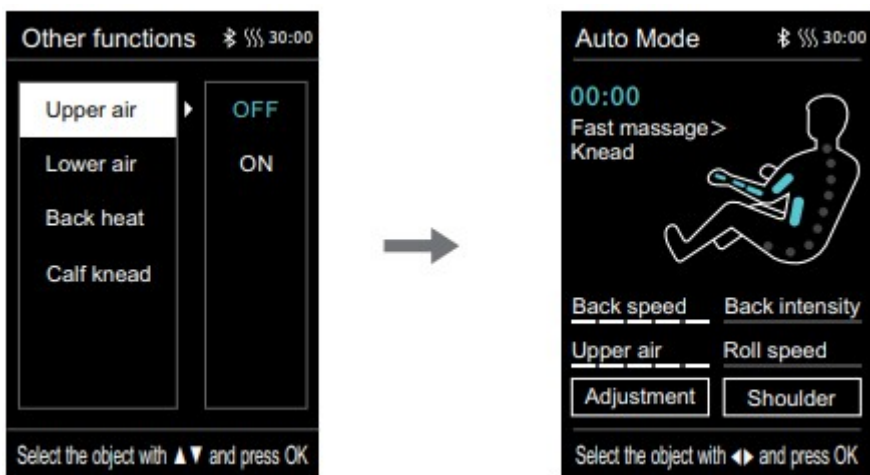 Other functions 30:00
Upper air OFF
Lower air ON
Back heat
Calf knead
Select the object with ▲▼ and press OK
Auto Mode 30:00
00:00
Fast massage>
Knead
Back speed Back intensity
Upper air Roll speed
Adjustment Shoulder
Select the object with ◀▶ and press OK